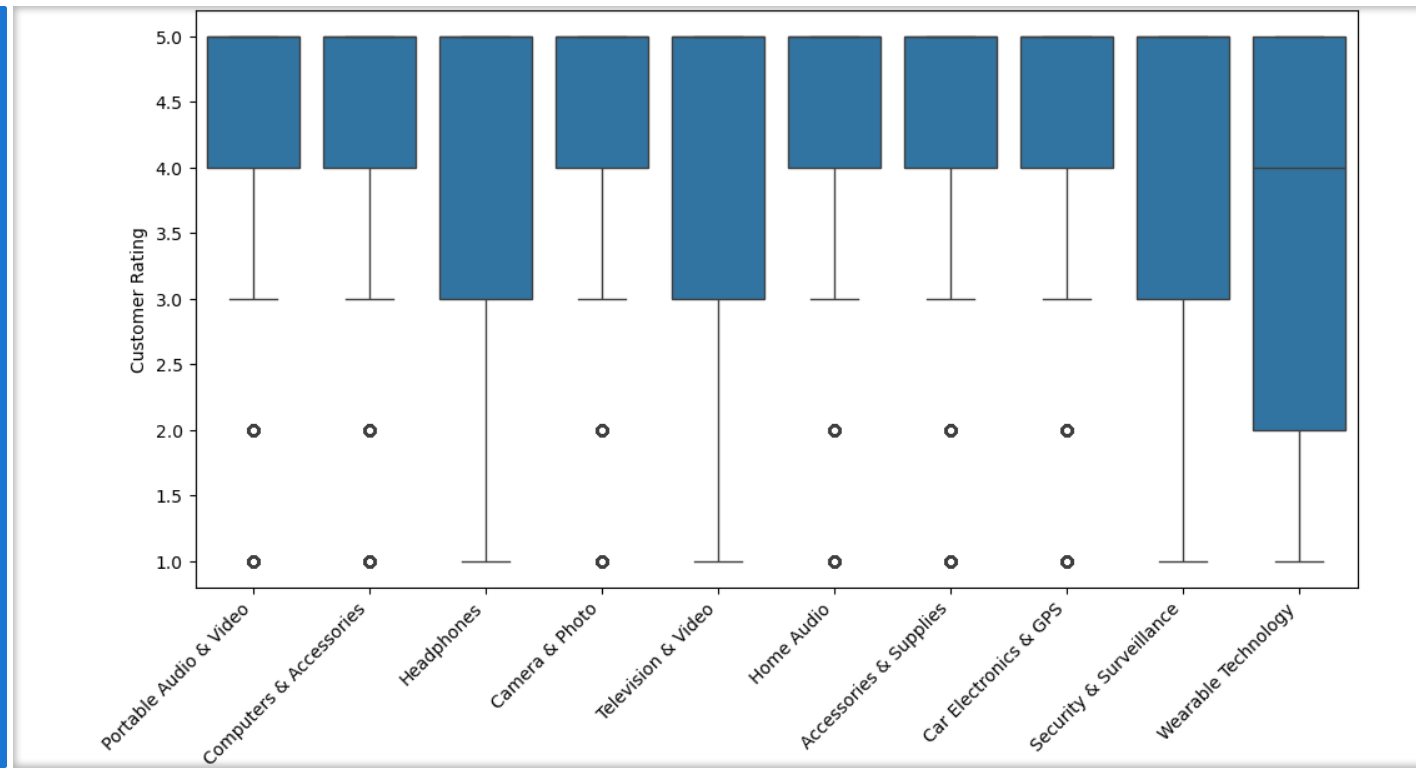 5.0
4.5
4.0
3.5
3.0
2.5
2.0
1.5
1.0
Customer Rating
Portable Audio & Video
Computers & Accessories
Headphones
Camera & Photo
Television & Video
Home Audio
Accessories & Supplies
Car Electronics & GPS
Security & Surveillance
Wearable Technology